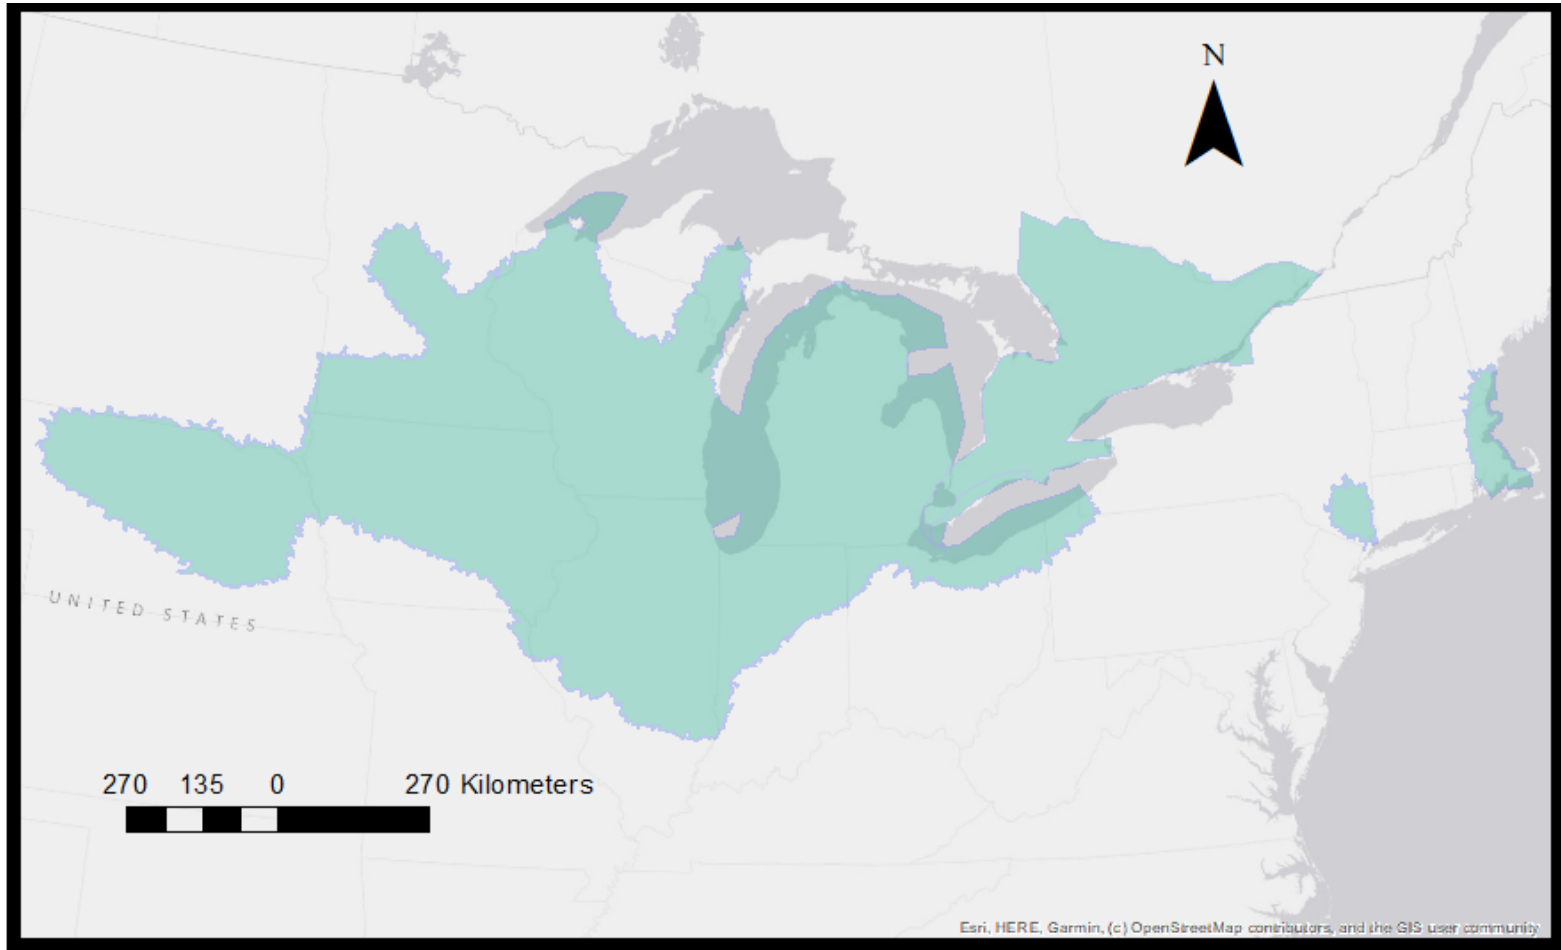 N
UNITED STATES
270 135 0 270 Kilometers
Esri, HERE, Garmin, (c) OpenStreetMap contributors, and the GIS user community